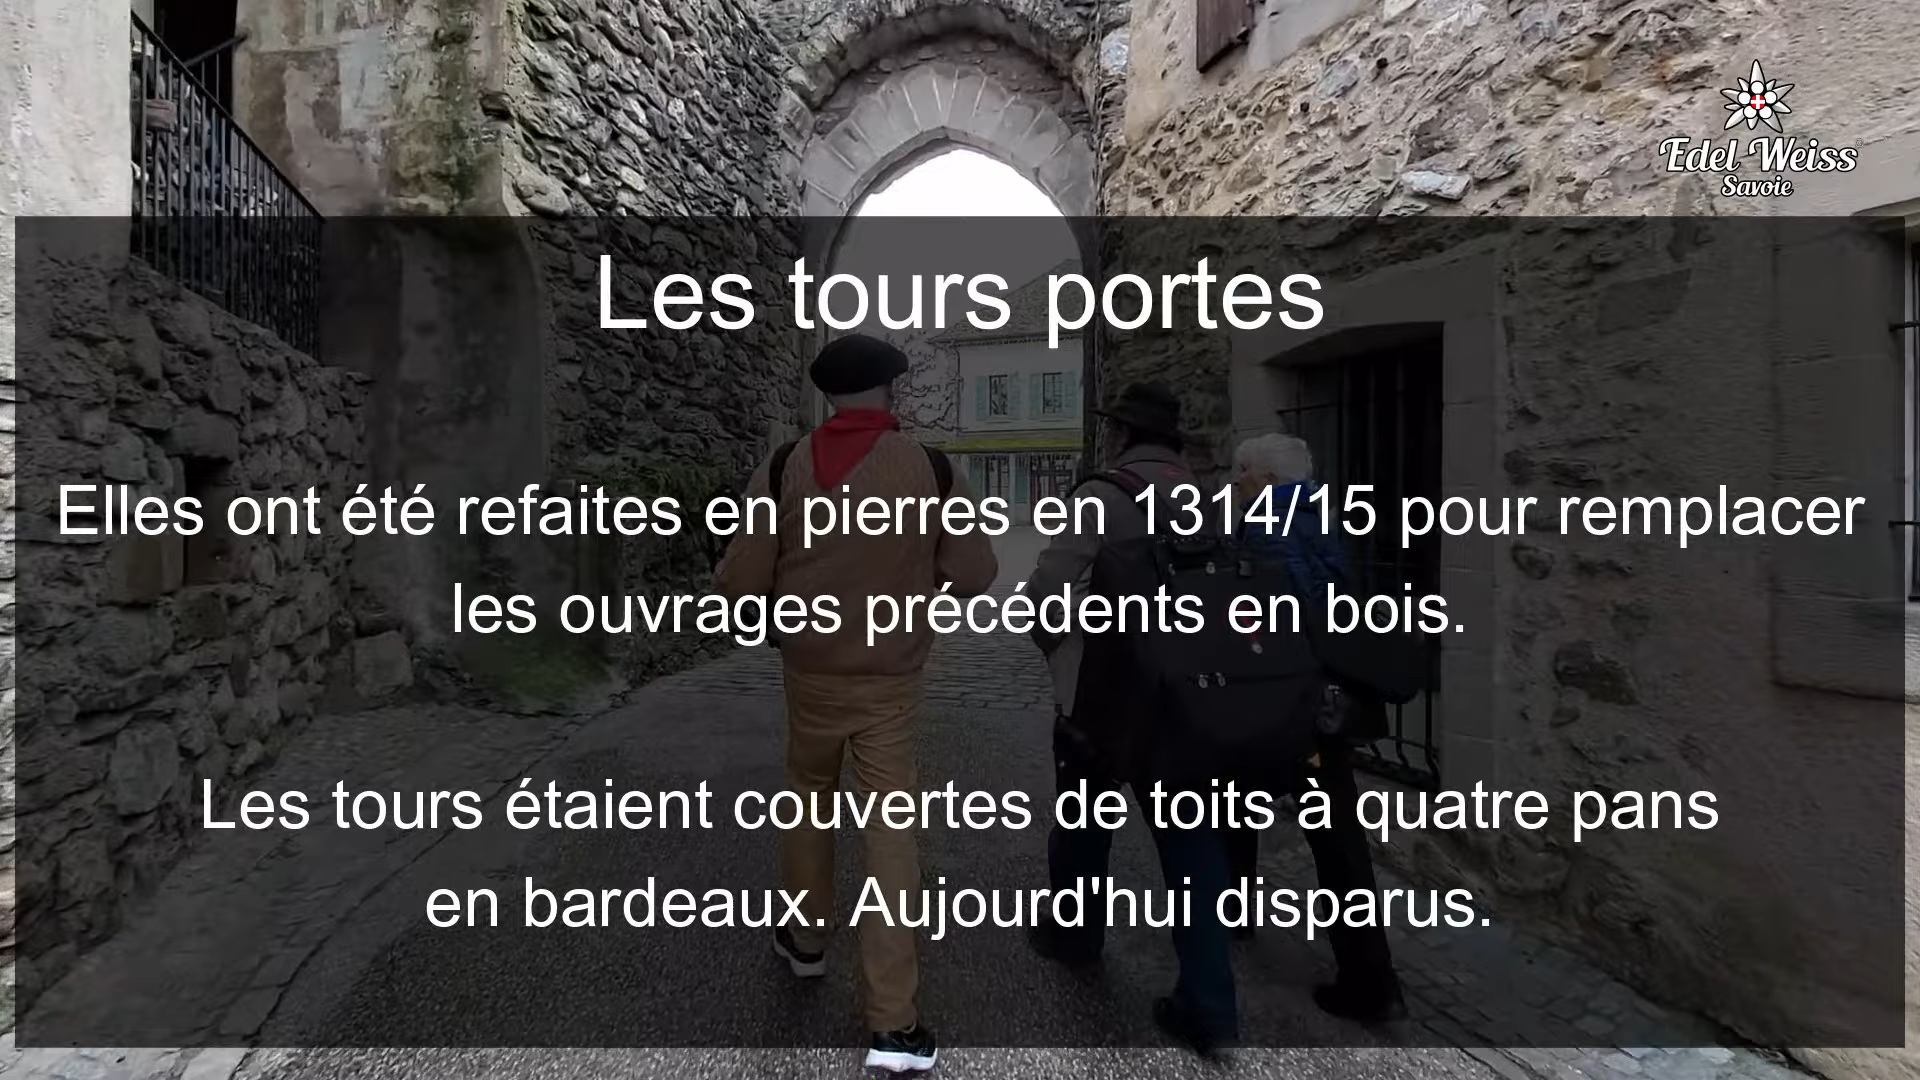 Edel Weiss
Savoie
Les tours portes
Elles ont été refaites en pierres en 1314/15 pour remplacer
les ouvrages précédents en bois.
Les tours étaient couvertes de toits à quatre pans
en bardeaux. Aujourd'hui disparus.